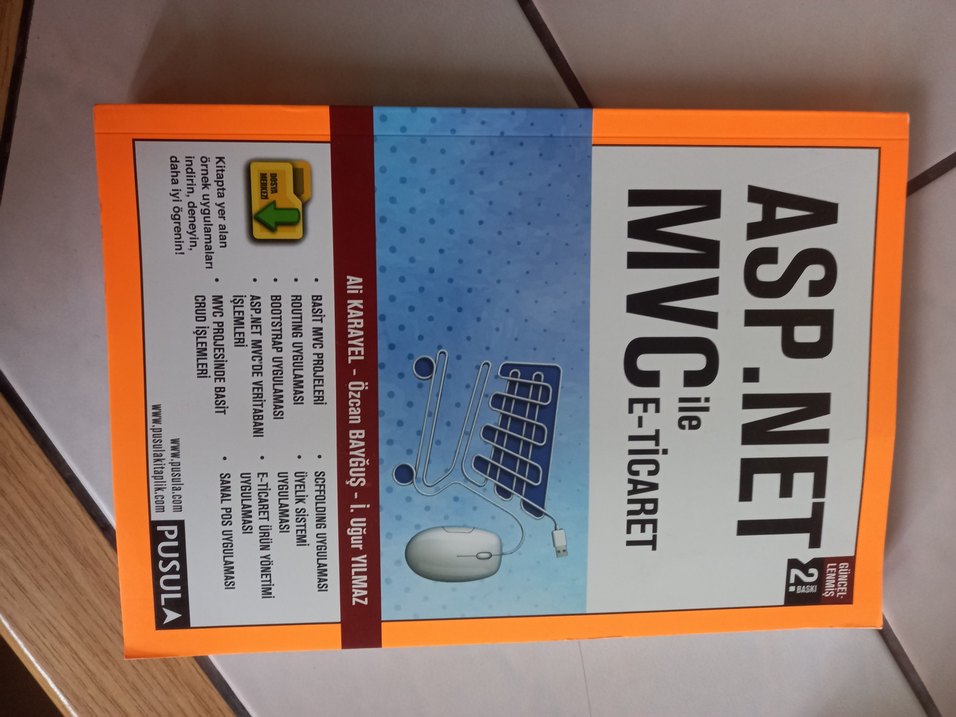 ASP.NET
MVC ile
E-TİCARET
GÜNCEL-
LENMİŞ
2. BASKI
Ali KARAYEL - Özcan BAYĞUŞ - i. Uğur YILMAZ
DOSYA
MERKEZİ
Kitapta yer alan
örnek uygulamaları
indirin, deneyin,
daha iyi ögrenin!
• BASİT MVC PROJELERİ
• ROUTING UYGULAMASI
• BOOTSTRAP UYGULAMASI
• ASP.NET MVC'DE VERİTABANI
İŞLEMLERİ
• MVC PROJESİNDE BASİT
CRUD İŞLEMLERİ
• SCFFOLDING UYGULAMASI
• ÜYELİK SİSTEMİ
UYGULAMASI
• E-TİCARET ÜRÜN YÖNETİMİ
UYGULAMASI
• SANAL POS UYGULAMASI
www.pusula.com
www.pusulakitaplik.com
PUSULA